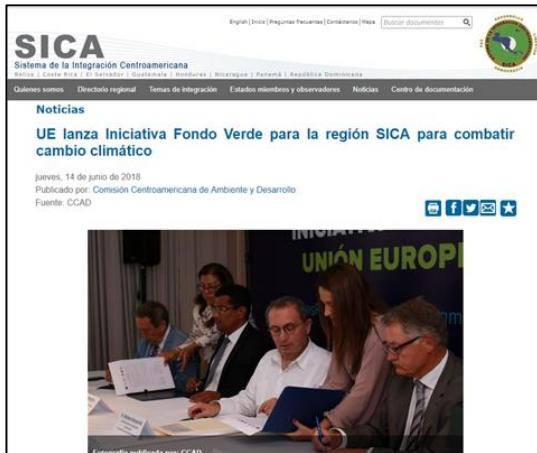 English | Inicio | Preguntas frecuentes | Contáctenos | Mapa
Buscar documentos
SICA
Sistema de la Integración Centroamericana
Belice | Costa Rica | El Salvador | Guatemala | Honduras | Nicaragua | Panamá | República Dominicana
Quienes somos Directorio regional Temas de integración Estados miembros y observadores Noticias Centro de documentación
Noticias
UE lanza Iniciativa Fondo Verde para la región SICA para combatir
cambio climático
jueves, 14 de junio de 2018
Publicado por: Comisión Centroamericana de Ambiente y Desarrollo
Fuente: CCAD
UNIÓN EUROP
Fotografía publicada por: CCAD